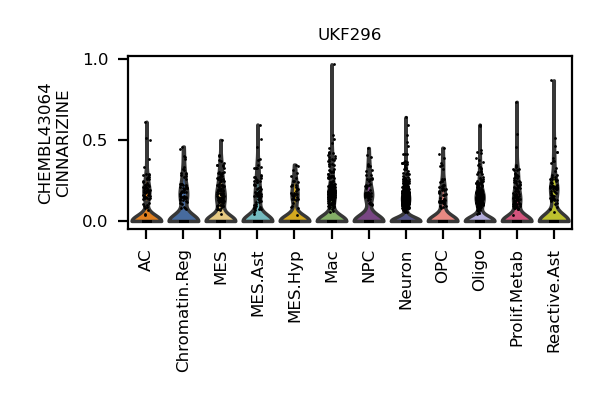 UKF296
CHEMBL43064
CINNARIZINE
1.0
0.5
0.0
AC
Chromatin.Reg
MES
MES.Ast
MES.Hyp
Mac
NPC
Neuron
OPC
Oligo
Prolif.Metab
Reactive.Ast